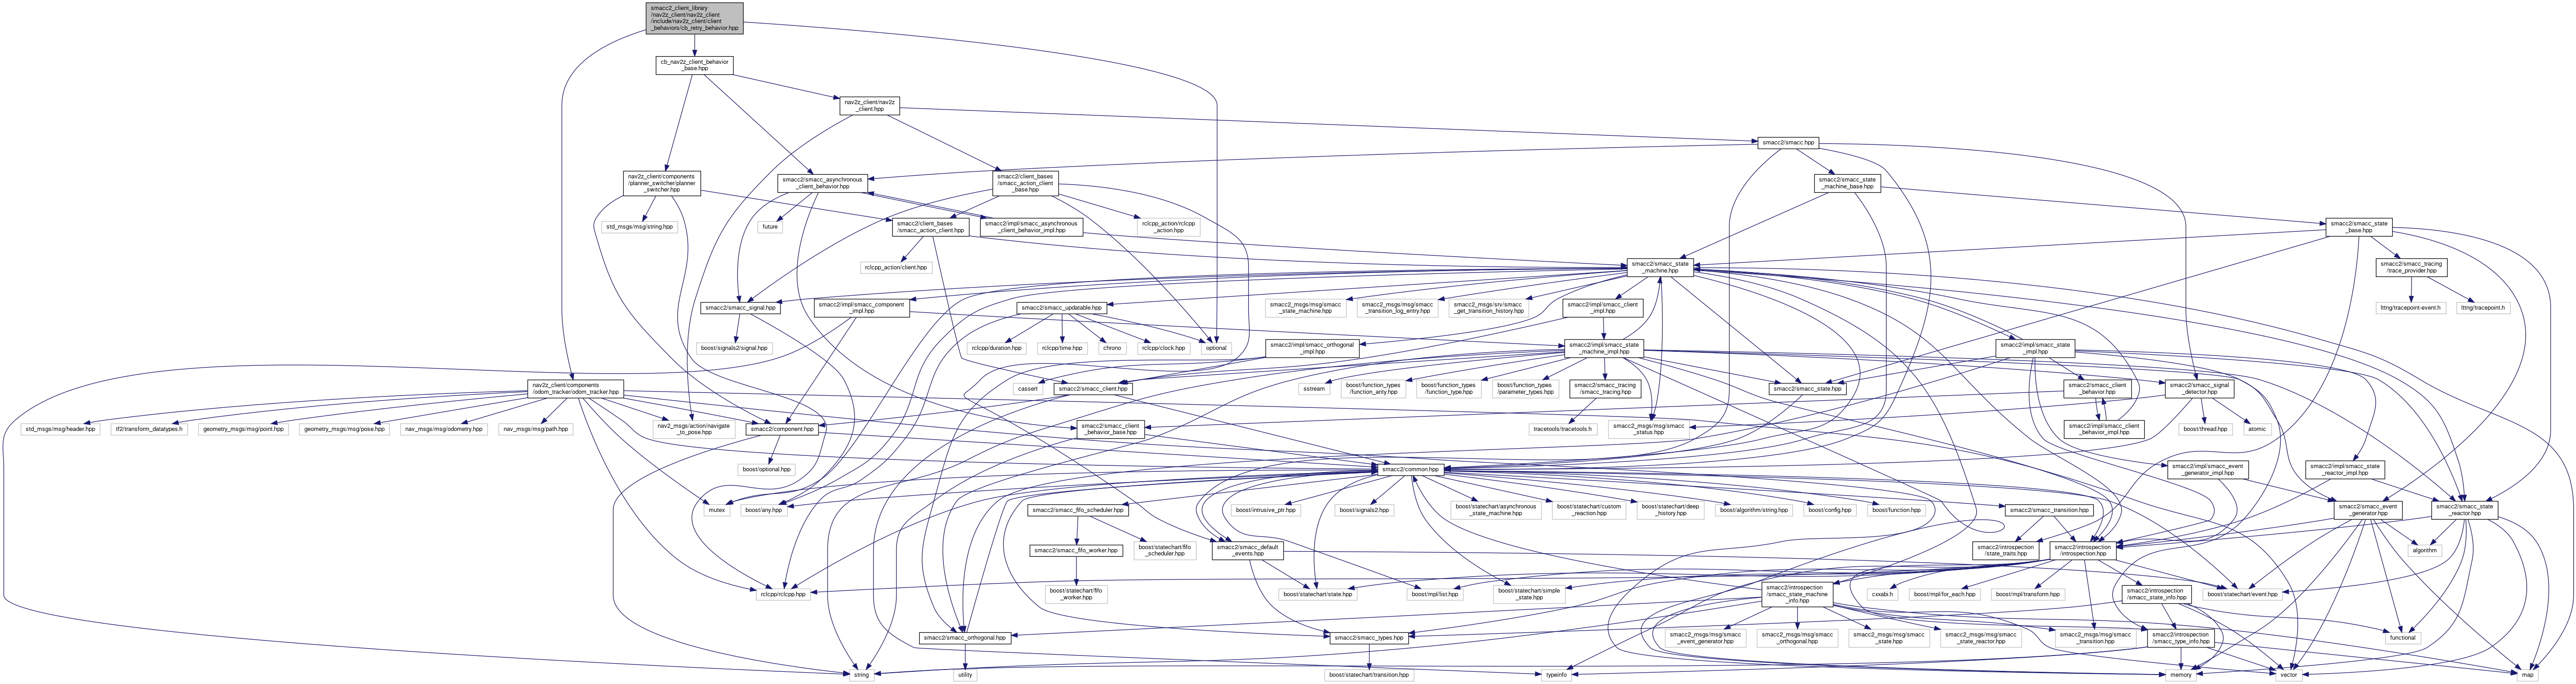 smacc2_client_library
/nav2z_client/nav2z_client
/include/nav2z_client/client
_behaviors/cb_retry_behavior.hpp
cb_nav2z_client_behavior
_base.hpp
nav2z_client/nav2z
_client.hpp
smacc2/smacc.hpp
nav2z_client/components
/planner_switcher/planner
_switcher.hpp
smacc2/smacc_asynchronous
_client_behavior.hpp
smacc2/client_bases
/smacc_action_client
_base.hpp
smacc2/smacc_state
_machine_base.hpp
std_msgs/msg/string.hpp
future
smacc2/client_bases
/smacc_action_client.hpp
smacc2/impl/smacc_asynchronous
_client_behavior_impl.hpp
rclcpp_action/rclcpp
_action.hpp
smacc2/smacc_state
_base.hpp
rclcpp_action/client.hpp
smacc2/smacc_state
_machine.hpp
smacc2/smacc_tracing
/trace_provider.hpp
smacc2/smacc_signal.hpp
smacc2/impl/smacc_component
_impl.hpp
smacc2/smacc_updatable.hpp
smacc2_msgs/msg/smacc
_state_machine.hpp
smacc2_msgs/msg/smacc
_transition_log_entry.hpp
smacc2_msgs/srv/smacc
_get_transition_history.hpp
smacc2/impl/smacc_client
_impl.hpp
lttng/tracepoint-event.h
lttng/tracepoint.h
boost/signals2/signal.hpp
rclcpp/duration.hpp
rclcpp/time.hpp
chrono
rclcpp/clock.hpp
optional
smacc2/impl/smacc_orthogonal
_impl.hpp
smacc2/impl/smacc_state
_machine_impl.hpp
smacc2/impl/smacc_state
_impl.hpp
nav2z_client/components
/odom_tracker/odom_tracker.hpp
cassert
smacc2/smacc_client.hpp
sstream
boost/function_types
/function_arity.hpp
boost/function_types
/function_type.hpp
boost/function_types
/parameter_types.hpp
smacc2/smacc_tracing
/smacc_tracing.hpp
smacc2/smacc_state.hpp
smacc2/smacc_client
_behavior.hpp
smacc2/smacc_signal
_detector.hpp
std_msgs/msg/header.hpp
tf2/transform_datatypes.h
geometry_msgs/msg/point.hpp
geometry_msgs/msg/pose.hpp
nav_msgs/msg/odometry.hpp
nav_msgs/msg/path.hpp
nav2_msgs/action/navigate
_to_pose.hpp
smacc2/component.hpp
smacc2/smacc_client
_behavior_base.hpp
tracetools/tracetools.h
smacc2_msgs/msg/smacc
_status.hpp
smacc2/impl/smacc_client
_behavior_impl.hpp
boost/thread.hpp
atomic
boost/optional.hpp
smacc2/common.hpp
smacc2/impl/smacc_event
_generator_impl.hpp
smacc2/impl/smacc_state
_reactor_impl.hpp
mutex
boost/any.hpp
smacc2/smacc_fifo_scheduler.hpp
boost/intrusive_ptr.hpp
boost/signals2.hpp
boost/statechart/asynchronous
_state_machine.hpp
boost/statechart/custom
_reaction.hpp
boost/statechart/deep
_history.hpp
boost/algorithm/string.hpp
boost/config.hpp
boost/function.hpp
smacc2/smacc_transition.hpp
smacc2/smacc_event
_generator.hpp
smacc2/smacc_state
_reactor.hpp
smacc2/smacc_fifo_worker.hpp
boost/statechart/fifo
_scheduler.hpp
smacc2/smacc_default
_events.hpp
smacc2/introspection
/state_traits.hpp
smacc2/introspection
/introspection.hpp
algorithm
rclcpp/rclcpp.hpp
boost/statechart/fifo
_worker.hpp
boost/statechart/state.hpp
boost/mpl/list.hpp
boost/statechart/simple
_state.hpp
smacc2/introspection
/smacc_state_machine
_info.hpp
cxxabi.h
boost/mpl/for_each.hpp
boost/mpl/transform.hpp
smacc2/introspection
/smacc_state_info.hpp
boost/statechart/event.hpp
smacc2/smacc_orthogonal.hpp
smacc2/smacc_types.hpp
smacc2_msgs/msg/smacc
_event_generator.hpp
smacc2_msgs/msg/smacc
_orthogonal.hpp
smacc2_msgs/msg/smacc
_state.hpp
smacc2_msgs/msg/smacc
_state_reactor.hpp
smacc2_msgs/msg/smacc
_transition.hpp
smacc2/introspection
/smacc_type_info.hpp
functional
string
utility
boost/statechart/transition.hpp
typeinfo
memory
vector
map